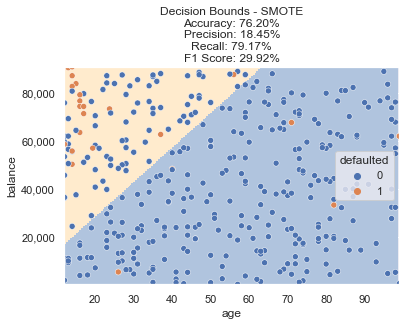 Decision Bounds - SMOTE
Accuracy: 76.20%
Precision: 18.45%
Recall: 79.17%
F1 Score: 29.92%
80,000
60,000
40,000
20,000
balance
defaulted
0
1
20 30 40 50 60 70 80 90
age